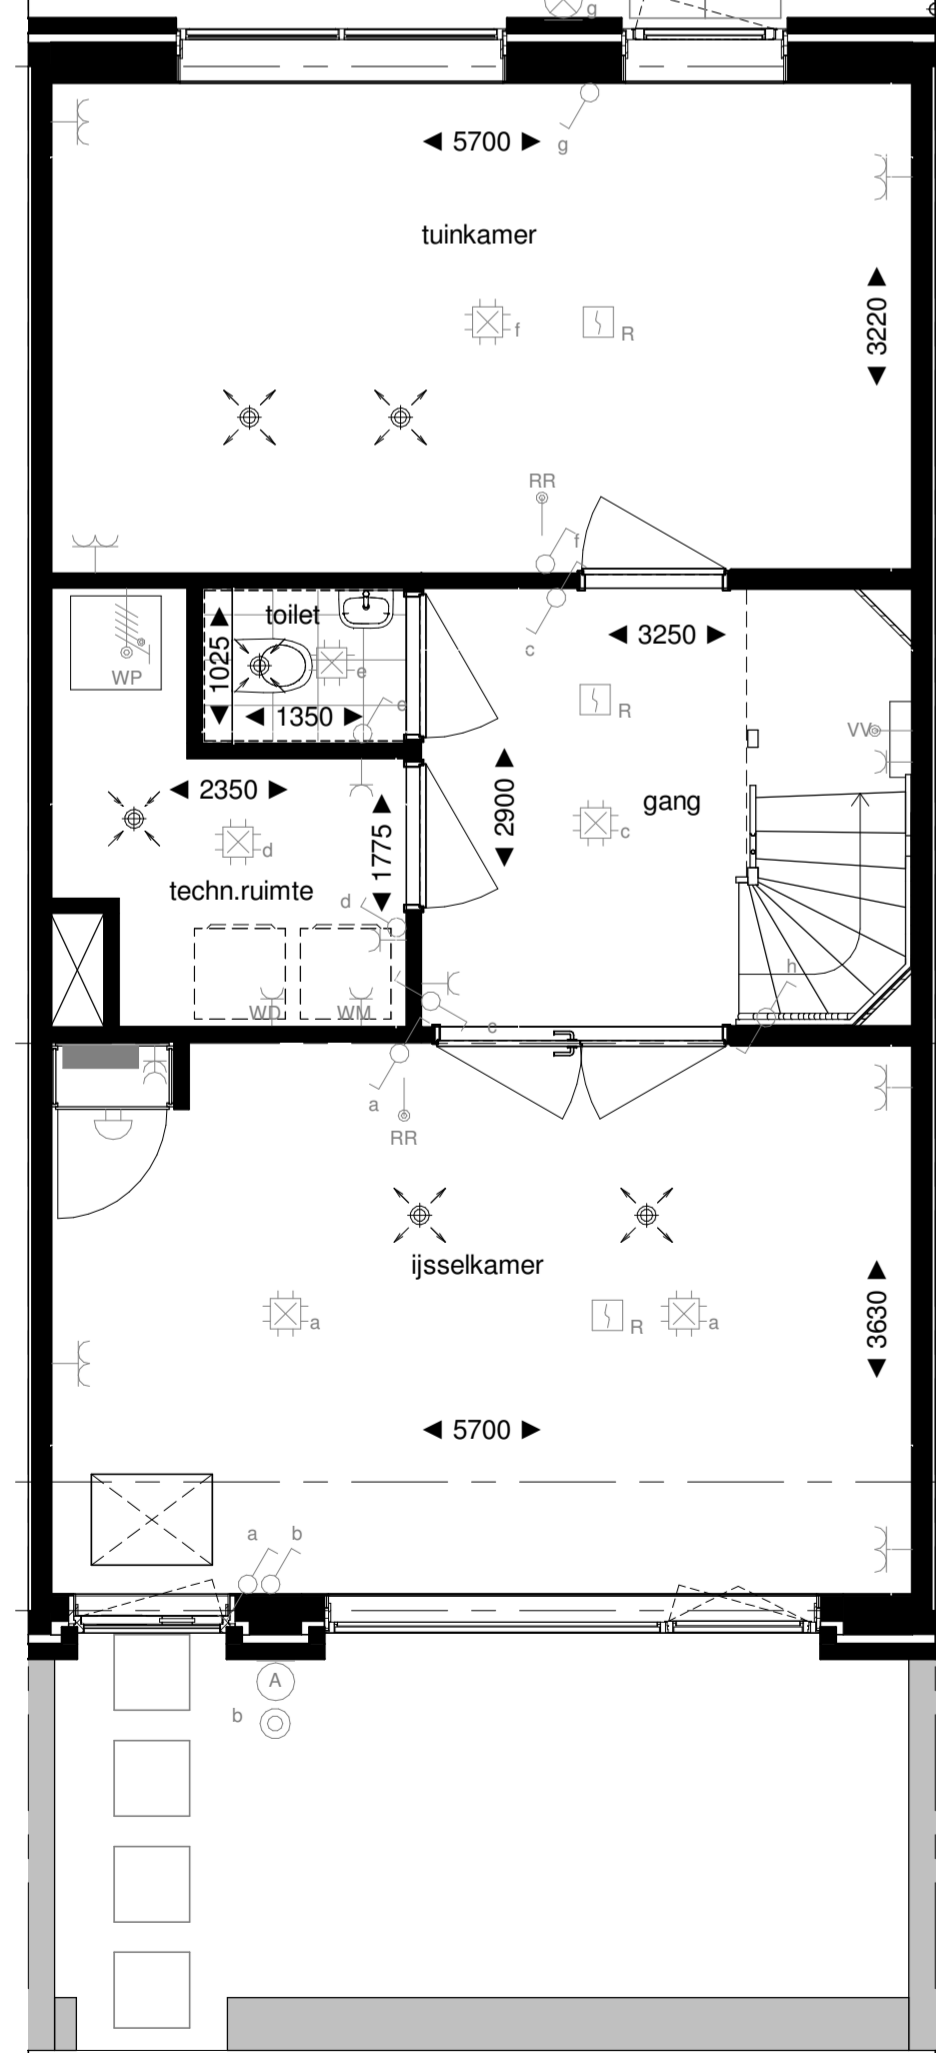 g
◄ 5700 ►
g
tuinkamer
◄ 3220 ►
f
R
RR
f
toilet
◄ 3250 ►
◄ 1025 ►
e
c
WP
e
◄ 1350 ►
R
VV
◄ 2350 ►
◄ 2900 ►
gang
◄ 1775 ►
c
d
techn.ruimte
d
h
WD
WM
c
a
RR
ijsselkamer
a
R
a
◄ 3630 ►
◄ 5700 ►
a
b
A
b